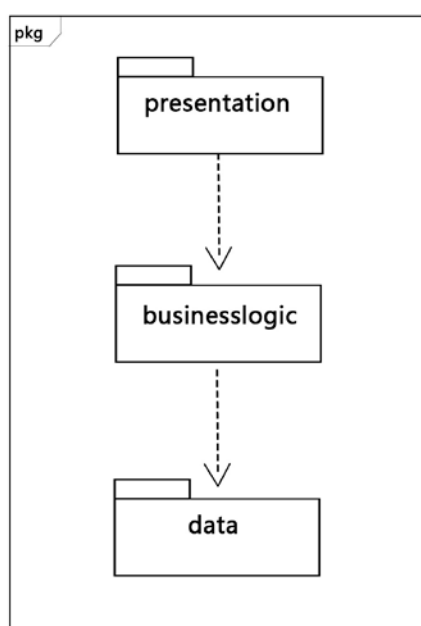 pkg
presentation
businesslogic
data